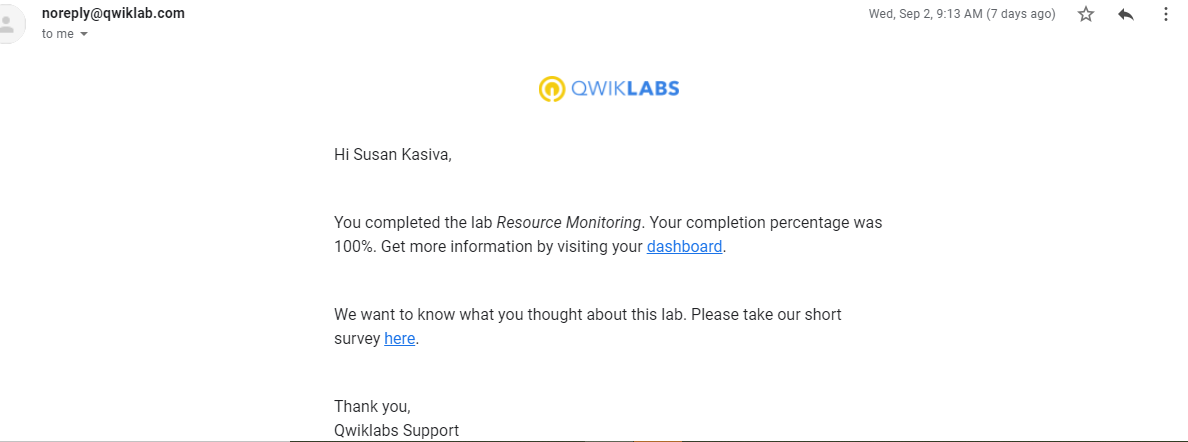 noreply@qwiklab.com
Wed, Sep 2, 9:13 AM (7 days ago)
to me
QWIKLABS
Hi Susan Kasiva,
You completed the lab Resource Monitoring. Your completion percentage was
100%. Get more information by visiting your dashboard.
We want to know what you thought about this lab. Please take our short
survey here.
Thank you,
Qwiklabs Support